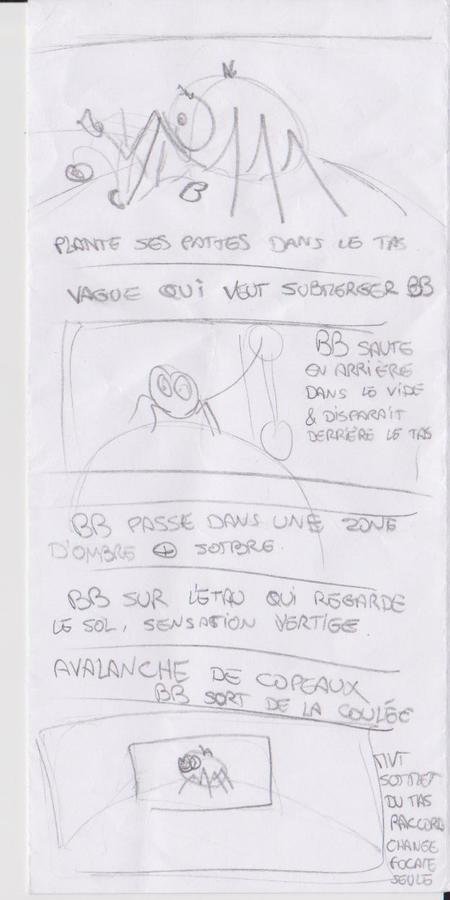 B
PLANTE SES PATTES DANS LE TAS
VAGUE QUI VEUT SUBMERGER BB
BB SAUTE
EN ARRIÈRE
DANS LE VIDE
& DISPARAIT
DERRIÈRE LE TAS
BB PASSE DANS UNE ZONE
D'OMBRE ⊕ SOMBRE.
BB SUR L'ÉTAU QUI REGARDE
LE SOL, SENSATION VERTIGE.
AVALANCHE DE COPEAUX
BB SORT DE LA COULÉE
MVT
SOMMET
DU TAS
RACCORD
CHANGE
FOCALE
SEULE